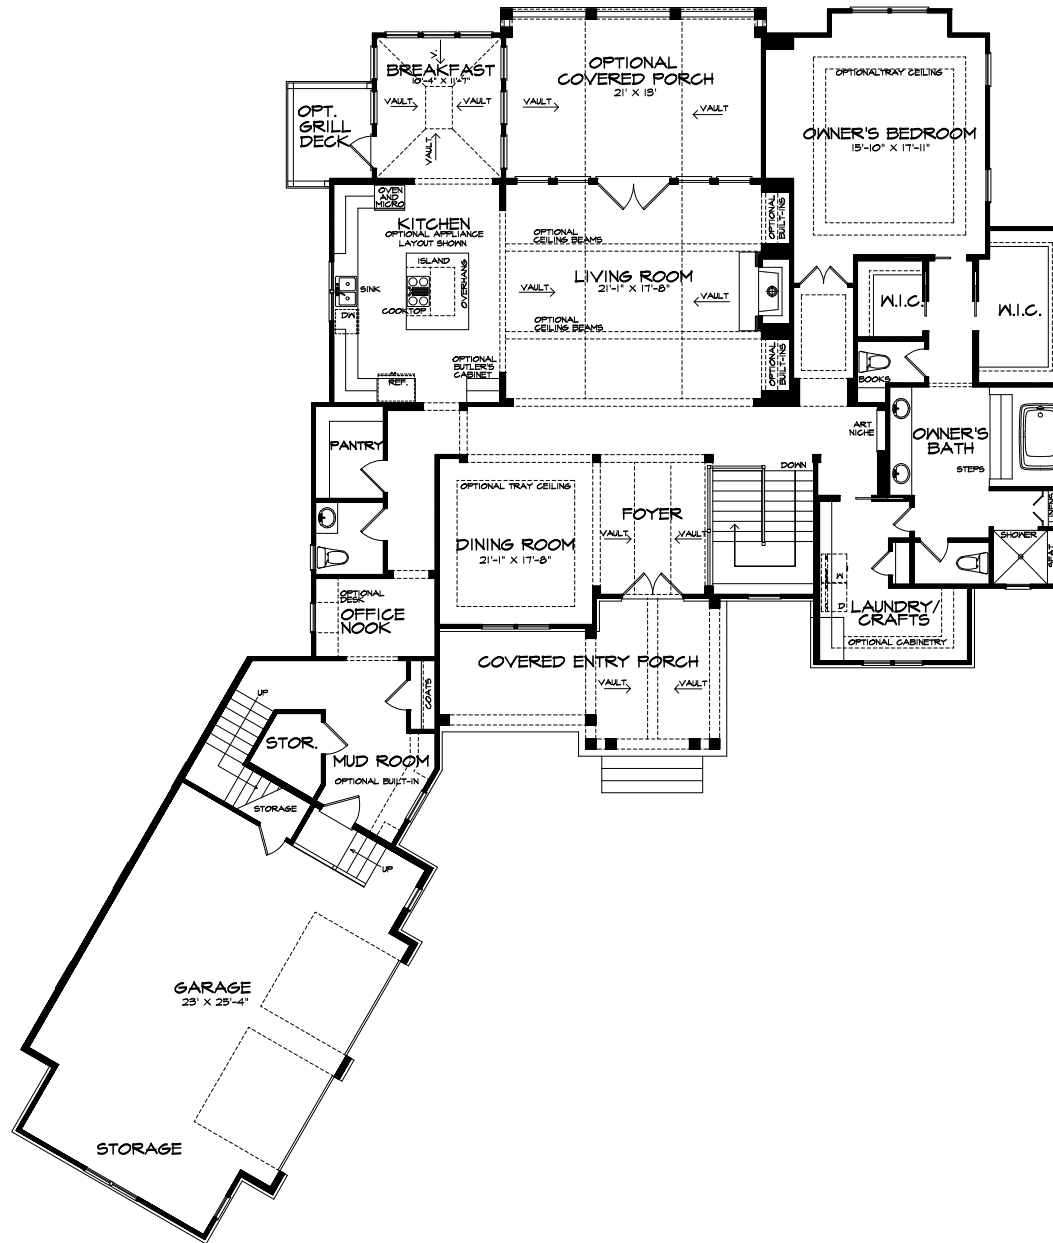 BREAKFAST
10'-4" X 11'-7"
VAULT
VAULT
VAULT
V.
OPT.
GRILL
DECK
OPTIONAL
COVERED PORCH
21' X 13'
VAULT
VAULT
OPTIONAL TRAY CEILING
OWNER'S BEDROOM
15'-10" X 17'-11"
OVEN
AND
MICRO
KITCHEN
OPTIONAL APPLIANCE
LAYOUT SHOWN
ISLAND
OVERHANG
SINK
COOKTOP
DW
REF.
OPTIONAL
BUTLER'S
CABINET
OPTIONAL
CEILING BEAMS
LIVING ROOM
21'-1" X 17'-8"
VAULT
VAULT
OPTIONAL
CEILING BEAMS
OPTIONAL
BUILT-INS
OPTIONAL
BUILT-INS
W.I.C.
W.I.C.
BOOKS
ART
NICHE
OWNER'S
BATH
STEPS
LINENS
SHOWER
SEAT
PANTRY
OPTIONAL TRAY CEILING
DINING ROOM
21'-1" X 17'-8"
FOYER
VAULT
VAULT
DOWN
W
D
LAUNDRY/
CRAFTS
OPTIONAL CABINETRY
OPTIONAL
DESK
OFFICE
NOOK
COVERED ENTRY PORCH
VAULT
VAULT
COATS
UP
STOR.
MUD ROOM
OPTIONAL BUILT-IN
STORAGE
UP
GARAGE
23' X 25'-4"
STORAGE